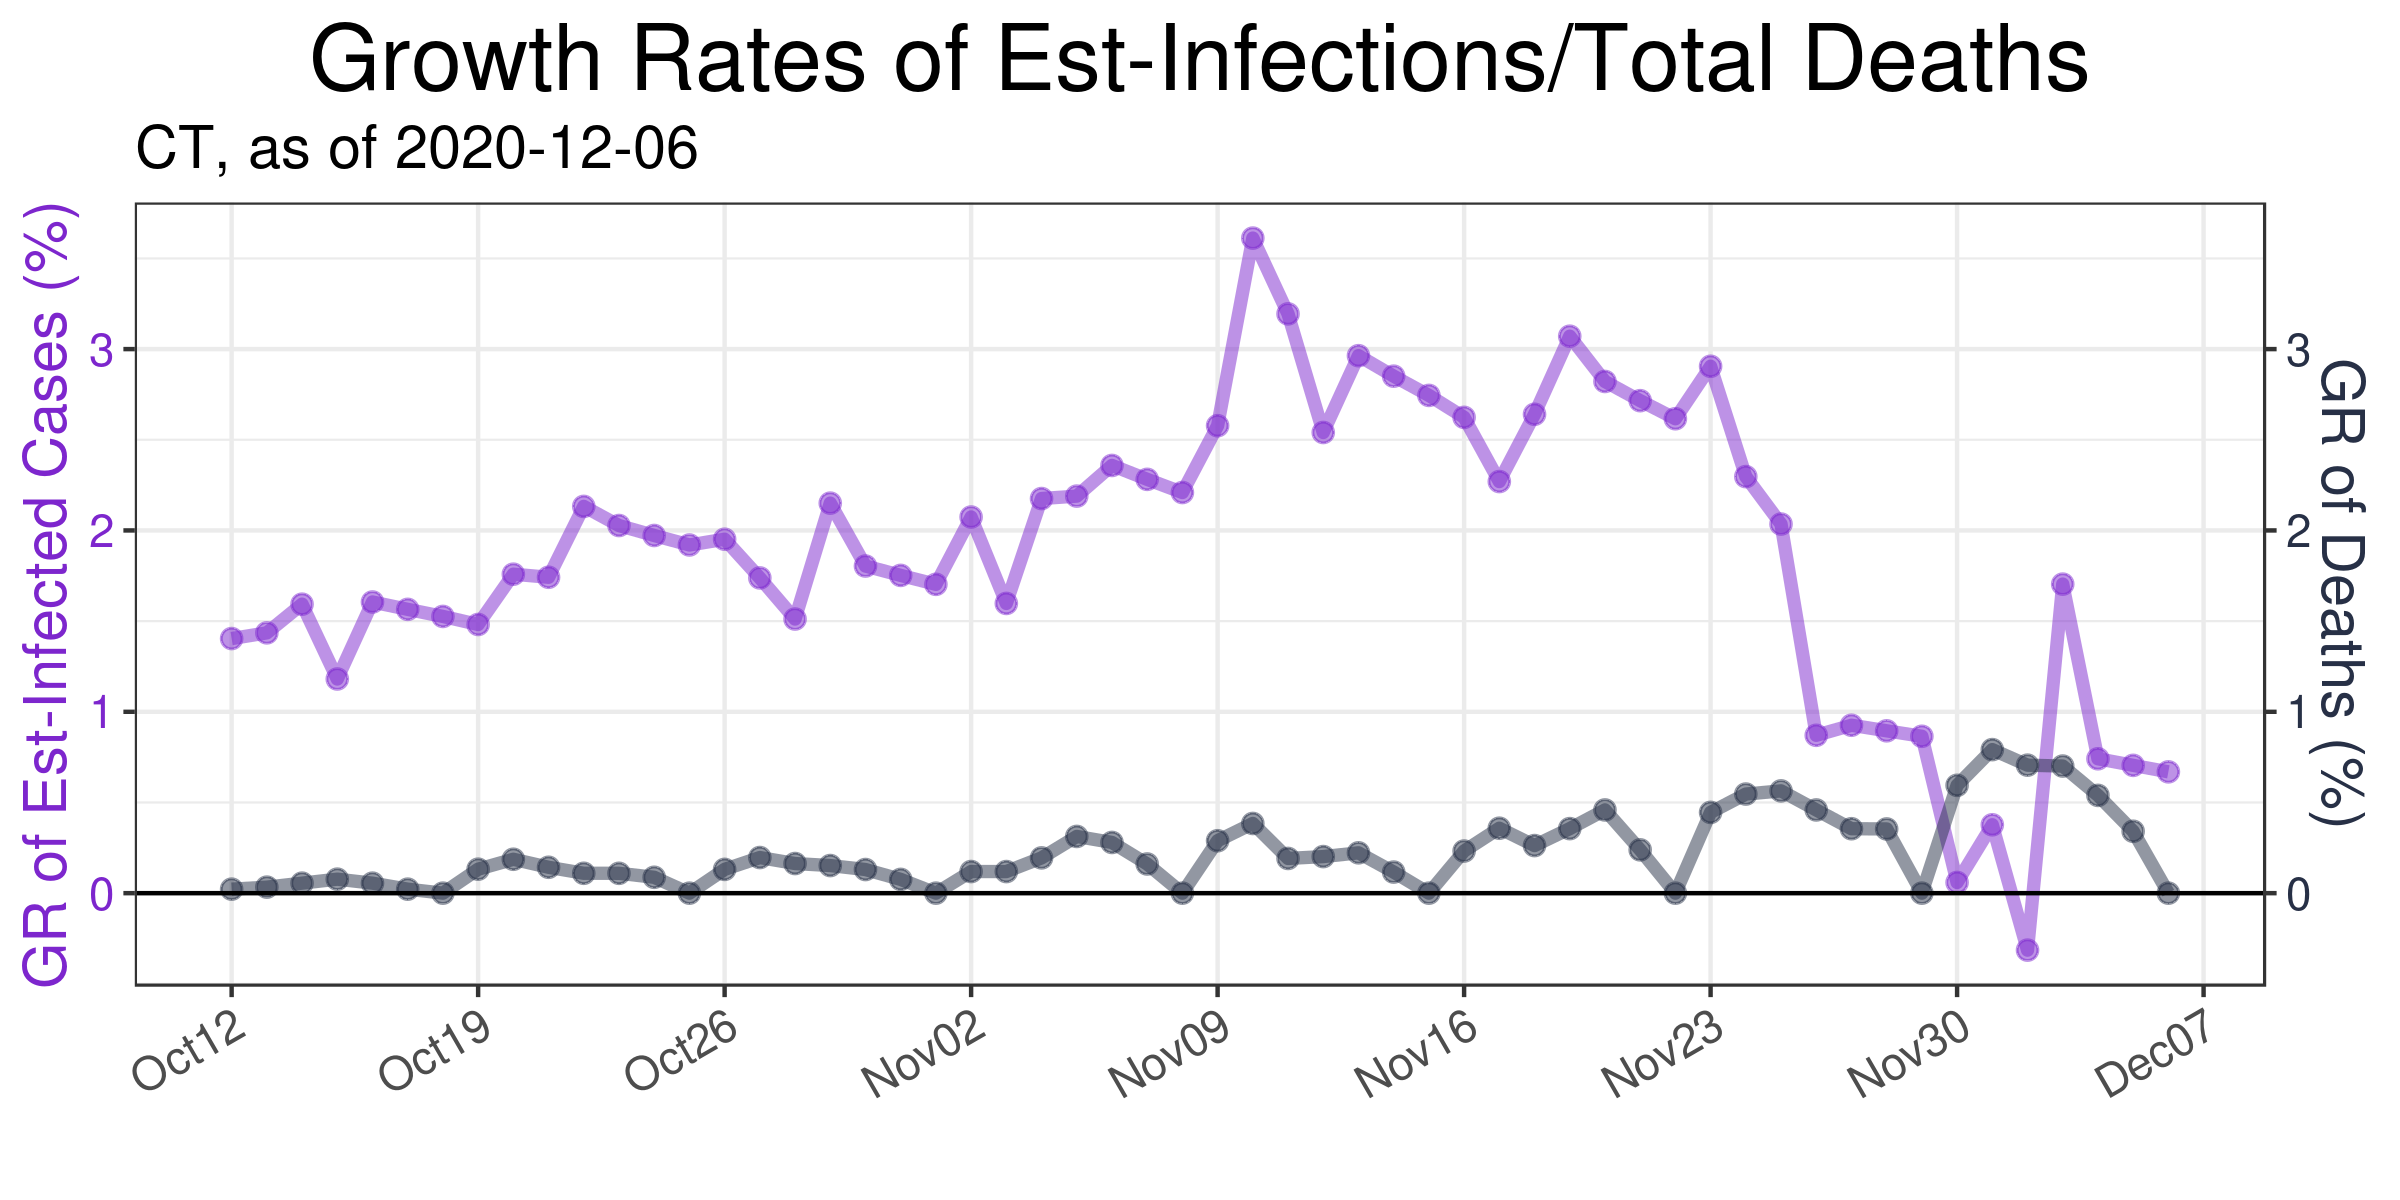 Growth Rates of Est-Infections/Total Deaths
CT, as of 2020-12-06
GR of Est-Infected Cases (%)
3
2
1
0
3
2
1
0
GR of Deaths (%)
Oct12
Oct19
Oct26
Nov02
Nov09
Nov16
Nov23
Nov30
Dec07